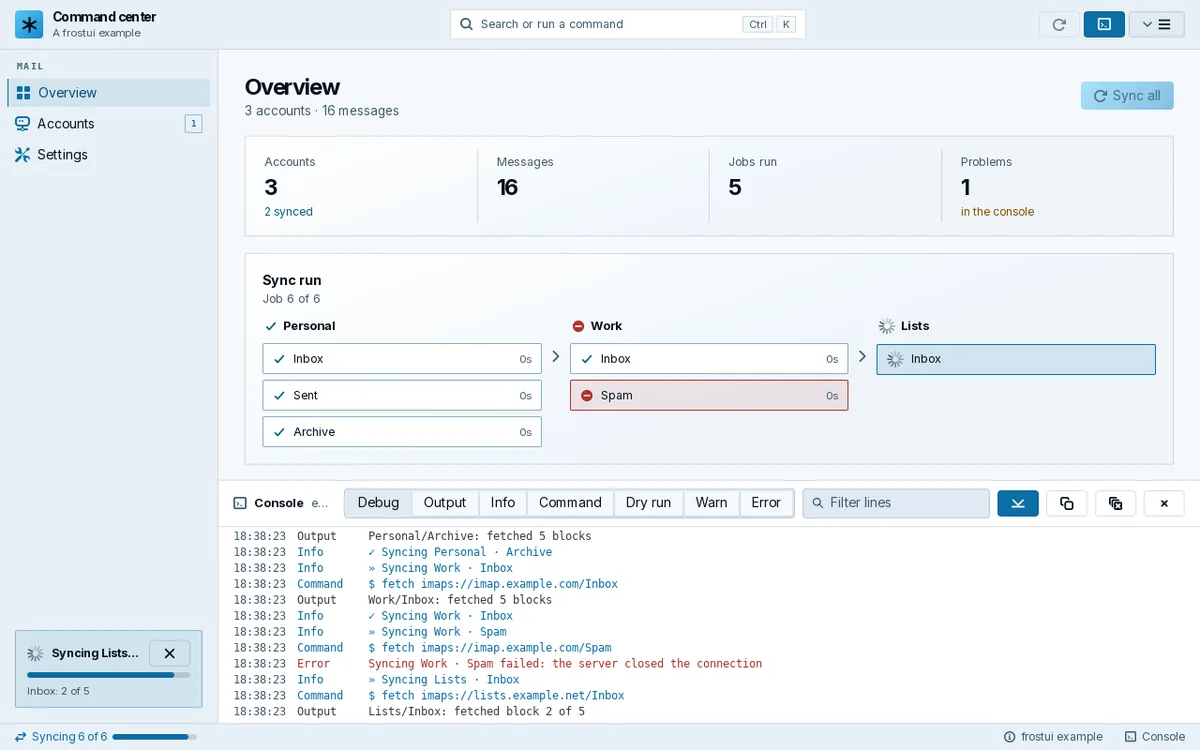 Command center
A frostui example
Search or run a command
Ctrl K
MAIL
Overview
Accounts 1
Settings
Overview
3 accounts · 16 messages
Sync all
Accounts
3
2 synced
Messages
16
Jobs run
5
Problems
1
in the console
Sync run
Job 6 of 6
Personal
Inbox 0s
Sent 0s
Archive 0s
Work
Inbox 0s
Spam 0s
Lists
Inbox
Console e...
Debug Output Info Command Dry run Warn Error
Filter lines
18:38:23 Output Personal/Archive: fetched 5 blocks
18:38:23 Info ✓ Syncing Personal · Archive
18:38:23 Info » Syncing Work · Inbox
18:38:23 Command $ fetch imaps://imap.example.com/Inbox
18:38:23 Output Work/Inbox: fetched 5 blocks
18:38:23 Info ✓ Syncing Work · Inbox
18:38:23 Info » Syncing Work · Spam
18:38:23 Command $ fetch imaps://imap.example.com/Spam
18:38:23 Error Syncing Work · Spam failed: the server closed the connection
18:38:23 Info » Syncing Lists · Inbox
18:38:23 Command $ fetch imaps://lists.example.net/Inbox
18:38:23 Output Lists/Inbox: fetched block 2 of 5
Syncing Lists...
Inbox: 2 of 5
Syncing 6 of 6
frostui example
Console